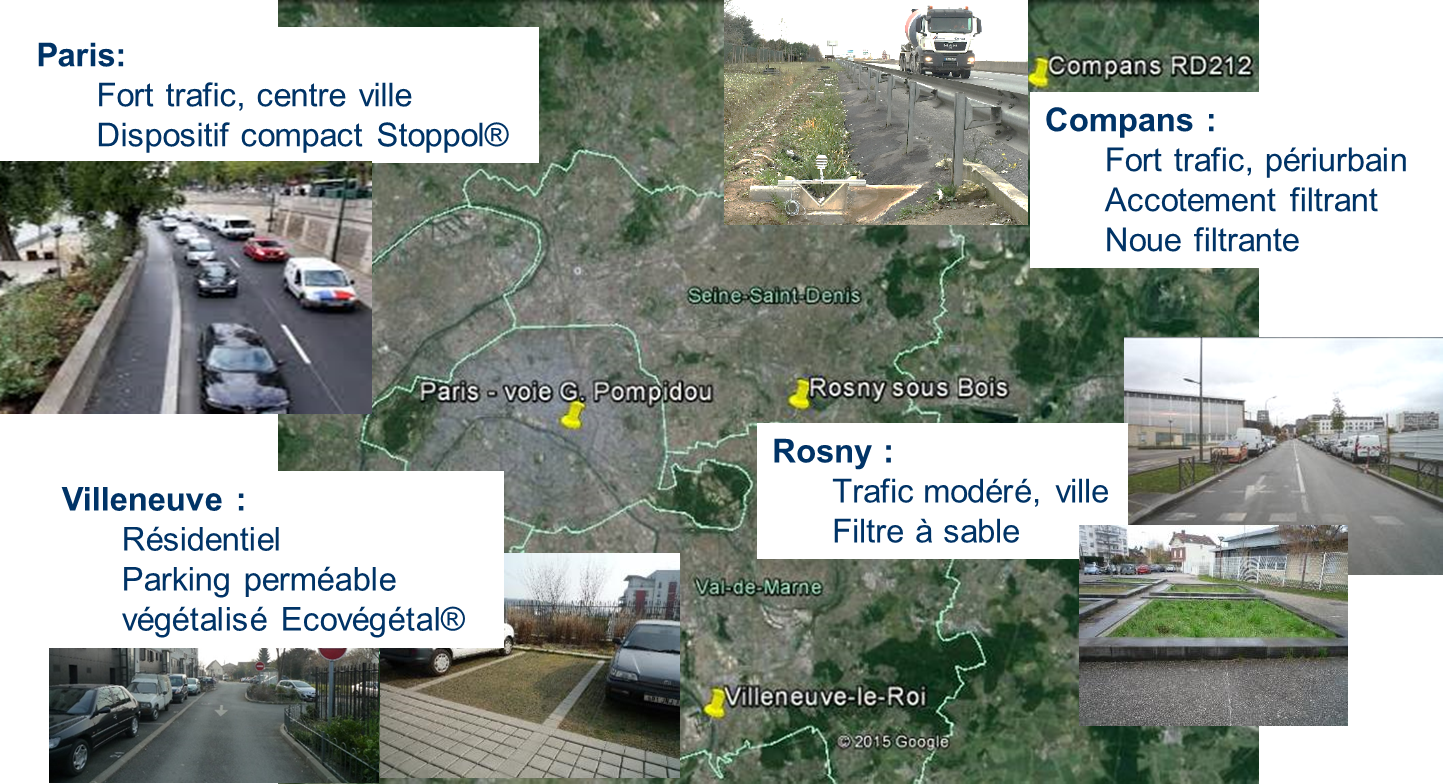 Paris:
Fort trafic, centre ville
Dispositif compact Stoppol®
Compans RD212
Compans :
Fort trafic, périurbain
Accotement filtrant
Noue filtrante
Seine-Saint-Denis
Paris - voie G. Pompidou
Rosny sous Bois
Rosny :
Trafic modéré, ville
Filtre à sable
Villeneuve :
Résidentiel
Parking perméable
végétalisé Ecovégétal®
Val-de-Marne
Villeneuve-le-Roi
© 2015 Google